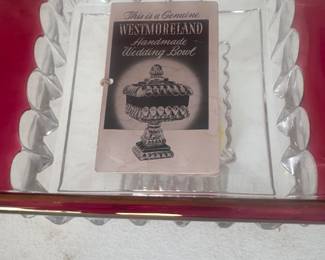 This is a Genuine
WESTMORELAND
Handmade
Wedding Bowl